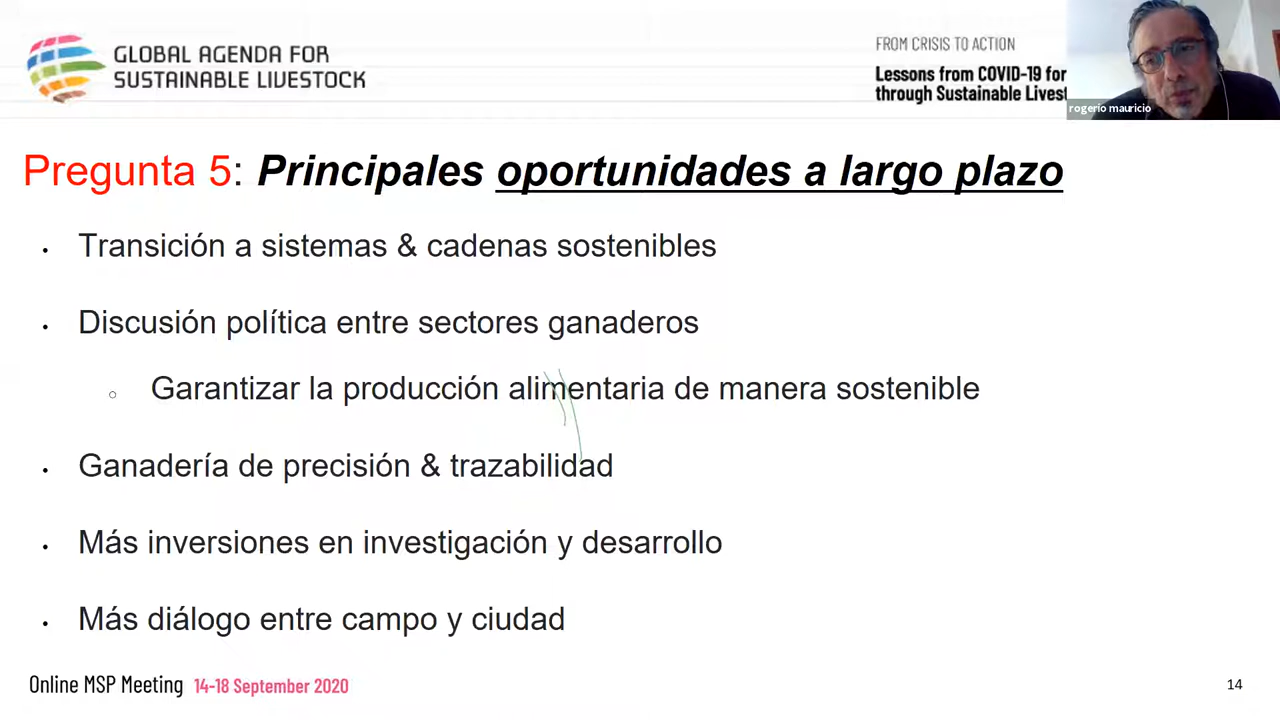 GLOBAL AGENDA FOR
SUSTAINABLE LIVESTOCK
FROM CRISIS TO ACTION
Lessons from COVID-19 for
through Sustainable Livest
rogerio mauricio
Pregunta 5: Principales oportunidades a largo plazo
• Transición a sistemas & cadenas sostenibles
• Discusión política entre sectores ganaderos
○ Garantizar la producción alimentaria de manera sostenible
• Ganadería de precisión & trazabilidad
• Más inversiones en investigación y desarrollo
• Más diálogo entre campo y ciudad
Online MSP Meeting 14-18 September 2020
14